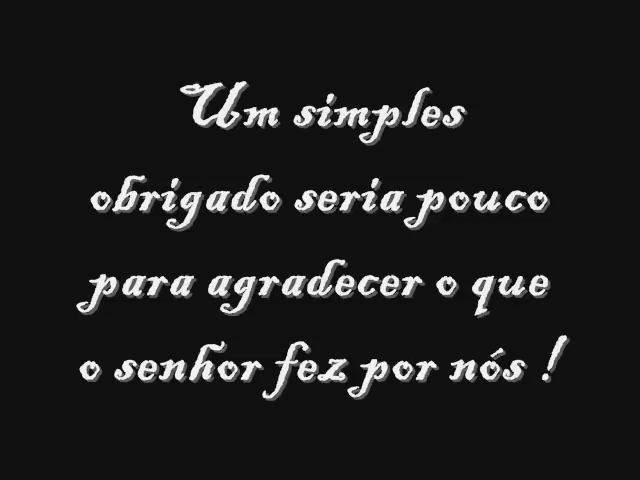 Um simples
obrigado seria pouco
para agradecer o que
o senhor fez por nós !